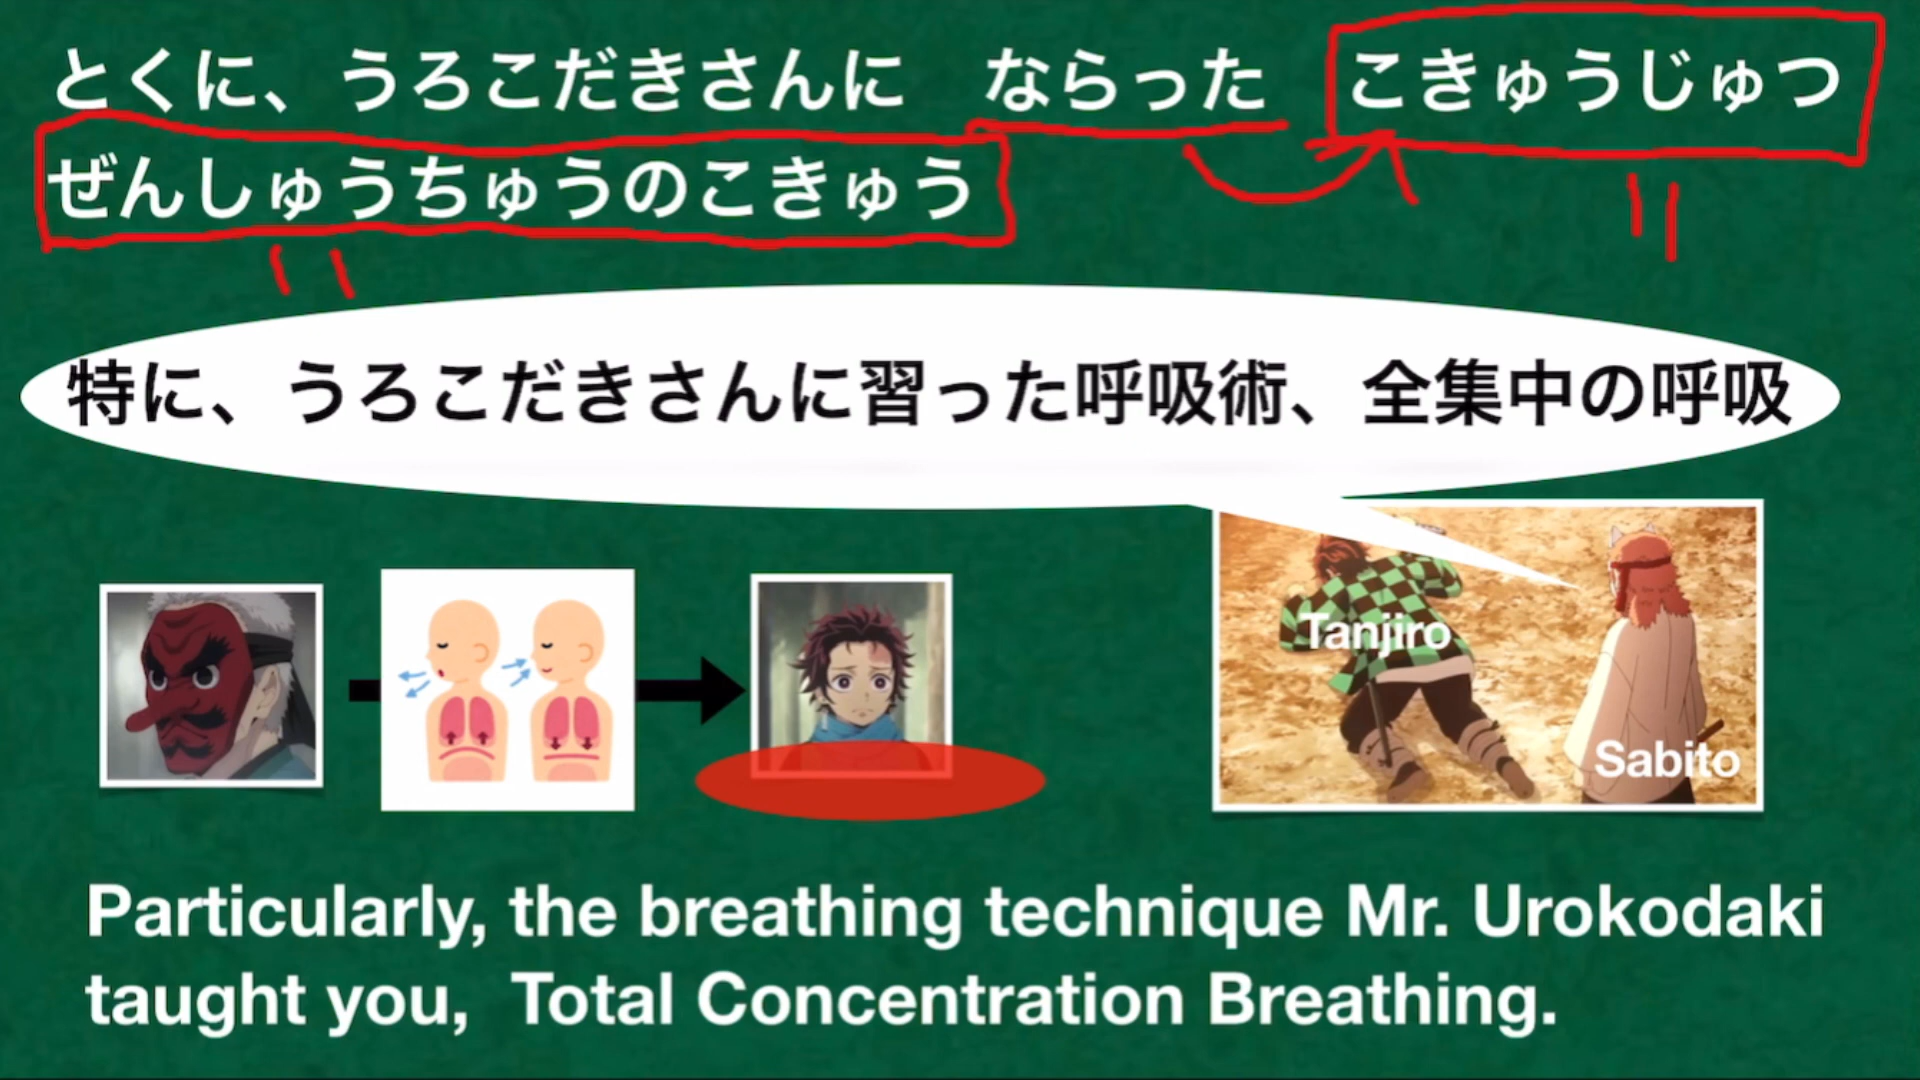 とくに、うろこだきさんに　ならった　こきゅうじゅつ
ぜんしゅうちゅうのこきゅう
特に、うろこだきさんに習った呼吸術、全集中の呼吸
Tanjiro
Sabito
Particularly, the breathing technique Mr. Urokodaki
taught you, Total Concentration Breathing.